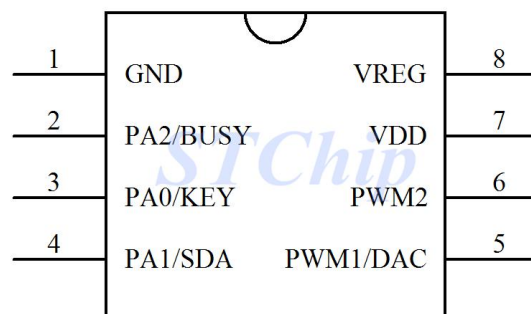 1 GND VREG 8
2 PA2/BUSY VDD 7
STChip
3 PA0/KEY PWM2 6
4 PA1/SDA PWM1/DAC 5